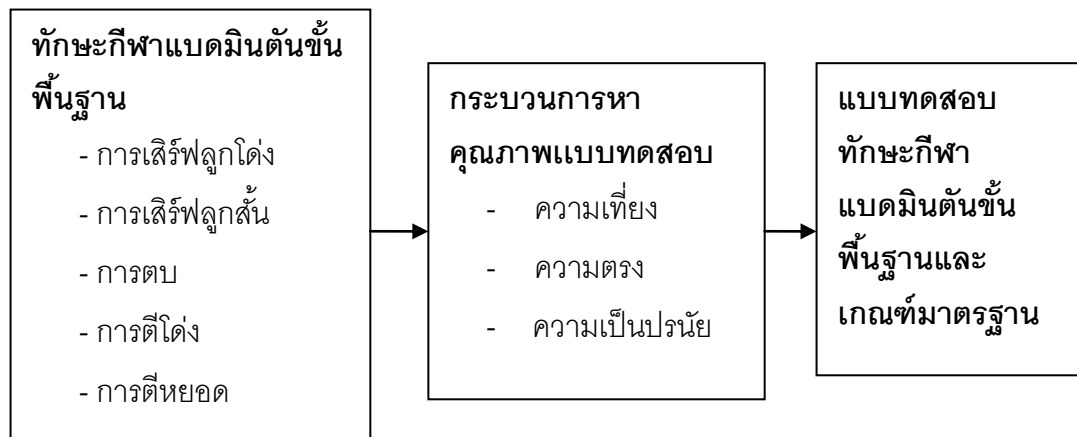 ทักษะกีฬาแบดมินตันขั้น
พื้นฐาน
- การเสิร์ฟลูกโด่ง
- การเสิร์ฟลูกสั้น
- การตบ
- การตีโด่ง
- การตีหยอด
กระบวนการหา
คุณภาพแบบทดสอบ
- ความเที่ยง
- ความตรง
- ความเป็นปรนัย
แบบทดสอบ
ทักษะกีฬา
แบดมินตันขั้น
พื้นฐานและ
เกณฑ์มาตรฐาน